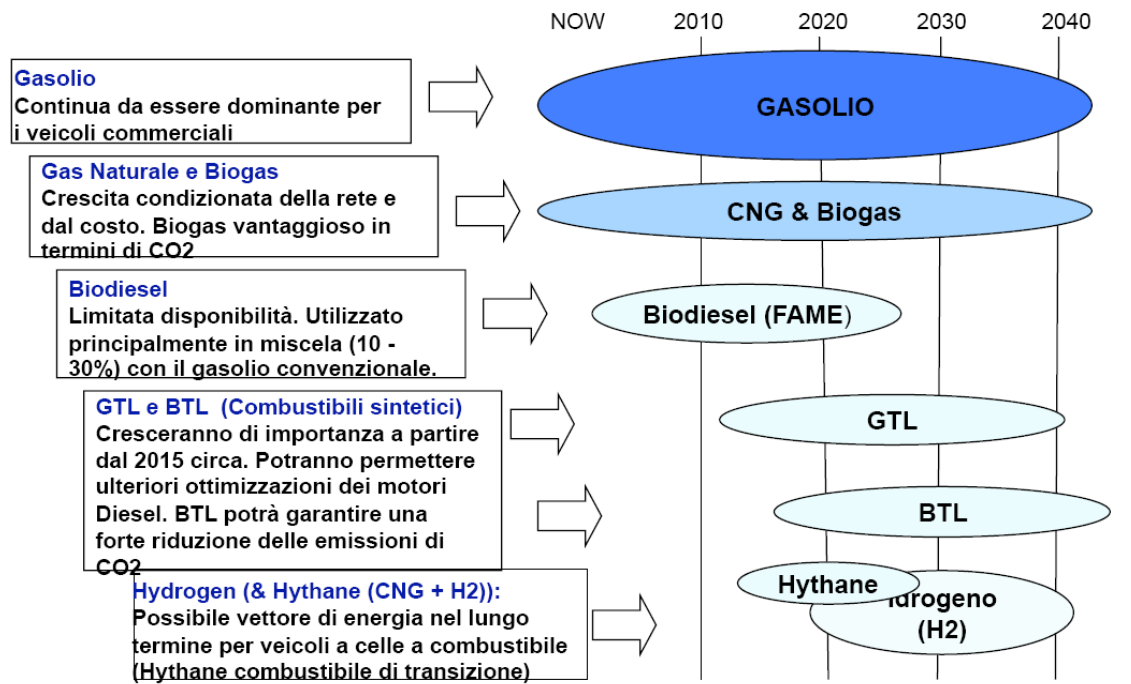 NOW 2010 2020 2030 2040
Gasolio
Continua da essere dominante per
i veicoli commerciali
GASOLIO
Gas Naturale e Biogas
Crescita condizionata della rete e
dal costo. Biogas vantaggioso in
termini di CO2
CNG & Biogas
Biodiesel
Limitata disponibilità. Utilizzato
principalmente in miscela (10 -
30%) con il gasolio convenzionale.
Biodiesel (FAME)
GTL e BTL (Combustibili sintetici)
Cresceranno di importanza a partire
dal 2015 circa. Potranno permettere
ulteriori ottimizzazioni dei motori
Diesel. BTL potrà garantire una
forte riduzione delle emissioni di
CO2
GTL
BTL
Hydrogen (& Hythane (CNG + H2)):
Possibile vettore di energia nel lungo
termine per veicoli a celle a combustibile
(Hythane combustibile di transizione)
Hythane
Idrogeno
(H2)